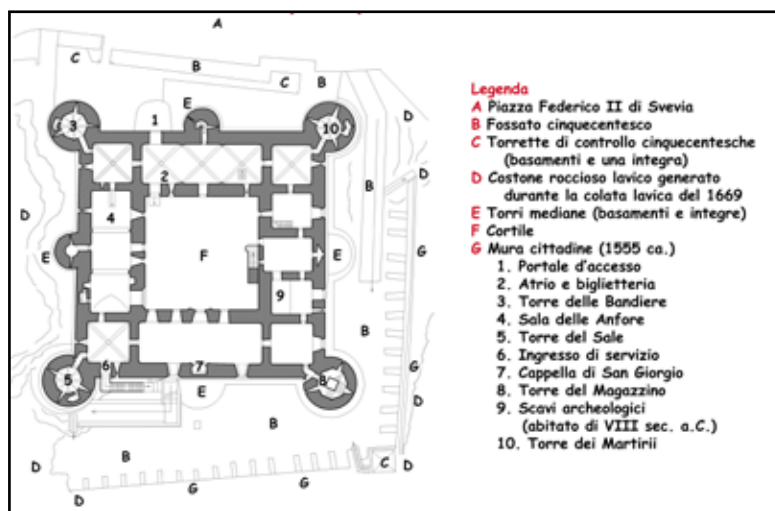 A
C
B
C
B
E
1
3
10
D
2
B
D
4
D
E
F
E
G
9
B
5
6
7
8
E
G
D
B
B
C
D
D
G
G
D
Legenda
A Piazza Federico II di Svevia
B Fossato cinquecentesco
C Torrette di controllo cinquecentesche
(basamenti e una integra)
D Costone roccioso lavico generato
durante la colata lavica del 1669
E Torri mediane (basamenti e integre)
F Cortile
G Mura cittadine (1555 ca.)
1. Portale d'accesso
2. Atrio e biglietteria
3. Torre delle Bandiere
4. Sala delle Anfore
5. Torre del Sale
6. Ingresso di servizio
7. Cappella di San Giorgio
8. Torre del Magazzino
9. Scavi archeologici
(abitato di VIII sec. a.C.)
10. Torre dei Martirii